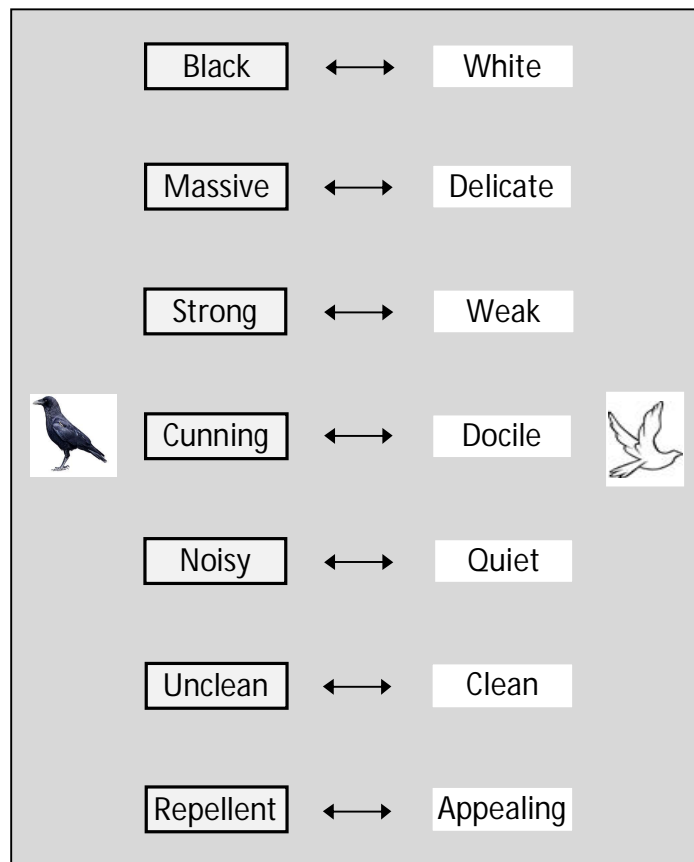 Black White
Massive Delicate
Strong Weak
Cunning Docile
Noisy Quiet
Unclean Clean
Repellent Appealing